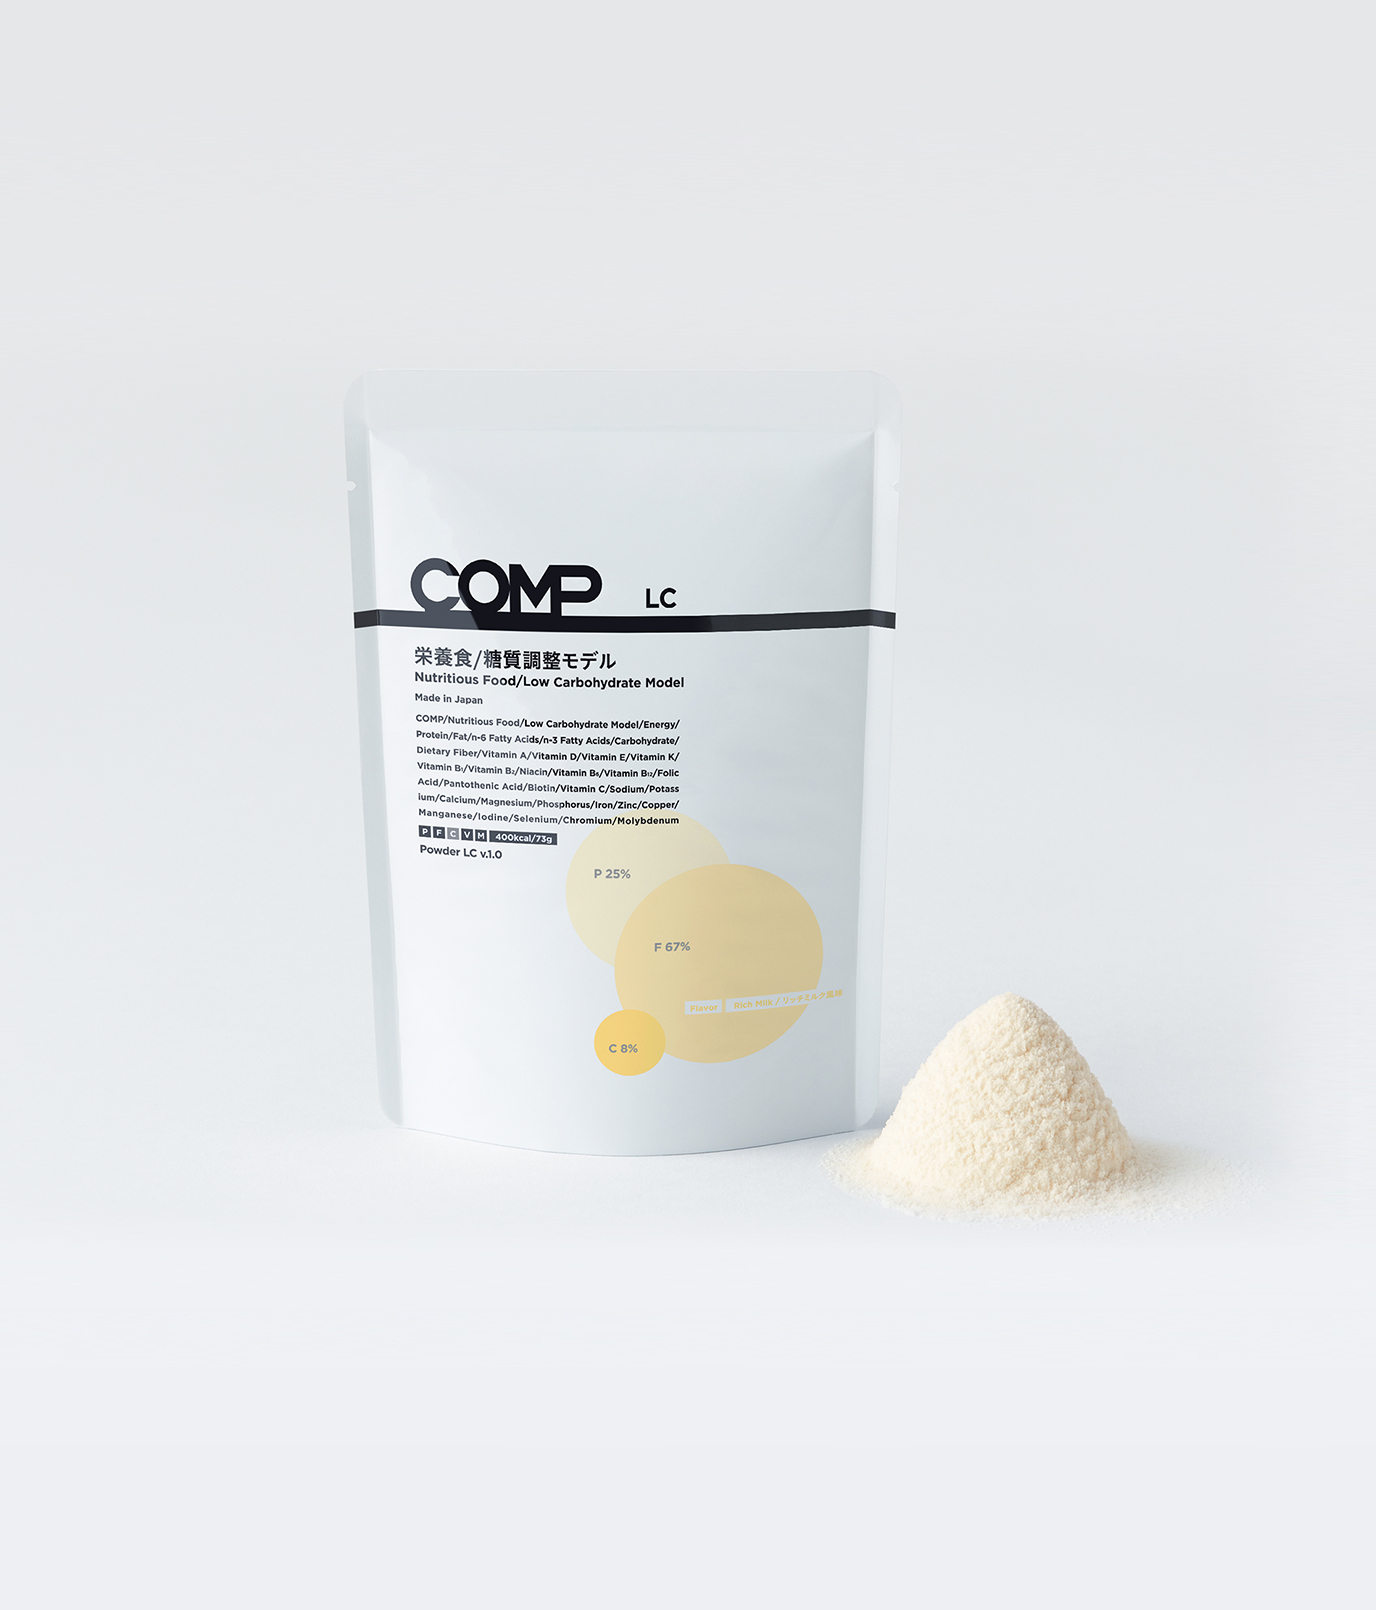 COMP LC
栄養食/糖質調整モデル
Nutritious Food/Low Carbohydrate Model
Made in Japan
COMP/Nutritious Food/Low Carbohydrate Model/Energy/
Protein/Fat/n-6 Fatty Acids/n-3 Fatty Acids/Carbohydrate/
Dietary Fiber/Vitamin A/Vitamin D/Vitamin E/Vitamin K/
Vitamin B₁/Vitamin B₂/Niacin/Vitamin B₆/Vitamin B₁₂/Folic
Acid/Pantothenic Acid/Biotin/Vitamin C/Sodium/Potass
ium/Calcium/Magnesium/Phosphorus/Iron/Zinc/Copper/
Manganese/Iodine/Selenium/Chromium/Molybdenum
P F C V M 400kcal/73g
Powder LC v.1.0
P 25%
F 67%
Flavor Rich Milk / リッチミルク風味
C 8%